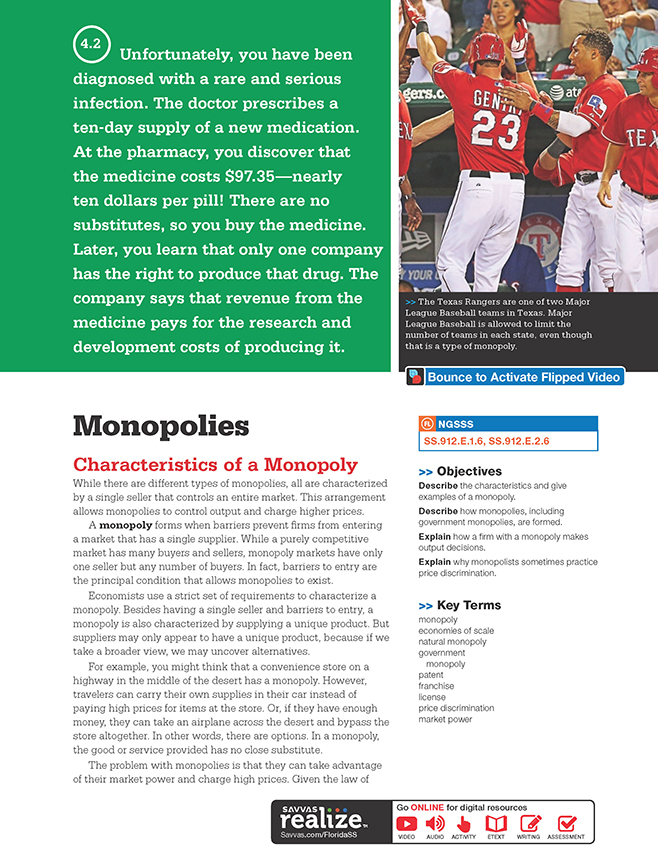 4.2
Unfortunately, you have been
diagnosed with a rare and serious
infection. The doctor prescribes a
ten-day supply of a new medication.
At the pharmacy, you discover that
the medicine costs $97.35—nearly
ten dollars per pill! There are no
substitutes, so you buy the medicine.
Later, you learn that only one company
has the right to produce that drug. The
company says that revenue from the
medicine pays for the research and
development costs of producing it.
gers.c
at&t
GENTRY
23
TEX
TEXAS
T
YOUR
>> The Texas Rangers are one of two Major
League Baseball teams in Texas. Major
League Baseball is allowed to limit the
number of teams in each state, even though
that is a type of monopoly.
Bounce to Activate Flipped Video
Monopolies
Characteristics of a Monopoly
While there are different types of monopolies, all are characterized
by a single seller that controls an entire market. This arrangement
allows monopolies to control output and charge higher prices.
A monopoly forms when barriers prevent firms from entering
a market that has a single supplier. While a purely competitive
market has many buyers and sellers, monopoly markets have only
one seller but any number of buyers. In fact, barriers to entry are
the principal condition that allows monopolies to exist.
Economists use a strict set of requirements to characterize a
monopoly. Besides having a single seller and barriers to entry, a
monopoly is also characterized by supplying a unique product. But
suppliers may only appear to have a unique product, because if we
take a broader view, we may uncover alternatives.
For example, you might think that a convenience store on a
highway in the middle of the desert has a monopoly. However,
travelers can carry their own supplies in their car instead of
paying high prices for items at the store. Or, if they have enough
money, they can take an airplane across the desert and bypass the
store altogether. In other words, there are options. In a monopoly,
the good or service provided has no close substitute.
The problem with monopolies is that they can take advantage
of their market power and charge high prices. Given the law of
FL NGSSS
SS.912.E.1.6, SS.912.E.2.6
>> Objectives
Describe the characteristics and give
examples of a monopoly.
Describe how monopolies, including
government monopolies, are formed.
Explain how a firm with a monopoly makes
output decisions.
Explain why monopolists sometimes practice
price discrimination.
>> Key Terms
monopoly
economies of scale
natural monopoly
government
monopoly
patent
franchise
license
price discrimination
market power
SAVVAS
realize™
Savvas.com/FloridaSS
Go ONLINE for digital resources
VIDEO AUDIO ACTIVITY ETEXT WRITING ASSESSMENT